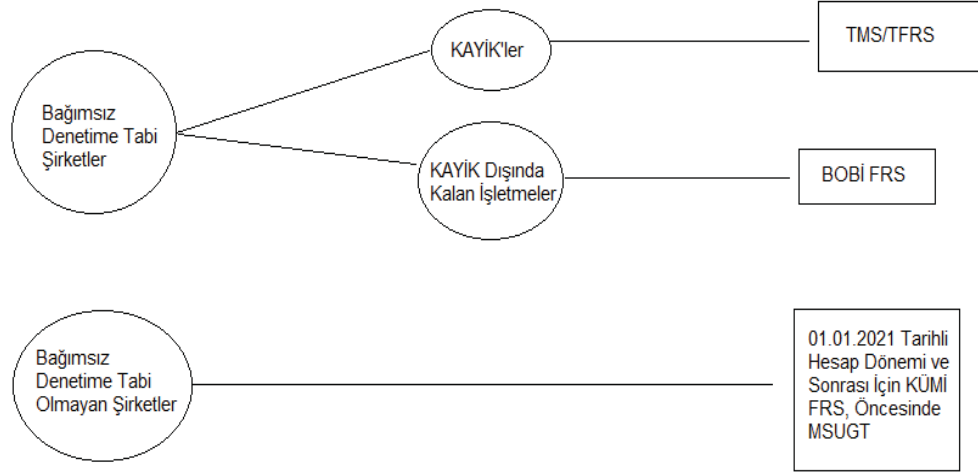 KAYİK'ler
TMS/TFRS
Bağımsız
Denetime Tabi
Şirketler
KAYİK Dışında
Kalan İşletmeler
BOBİ FRS
Bağımsız
Denetime Tabi
Olmayan Şirketler
01.01.2021 Tarihli
Hesap Dönemi ve
Sonrası İçin KÜMİ
FRS, Öncesinde
MSUGT